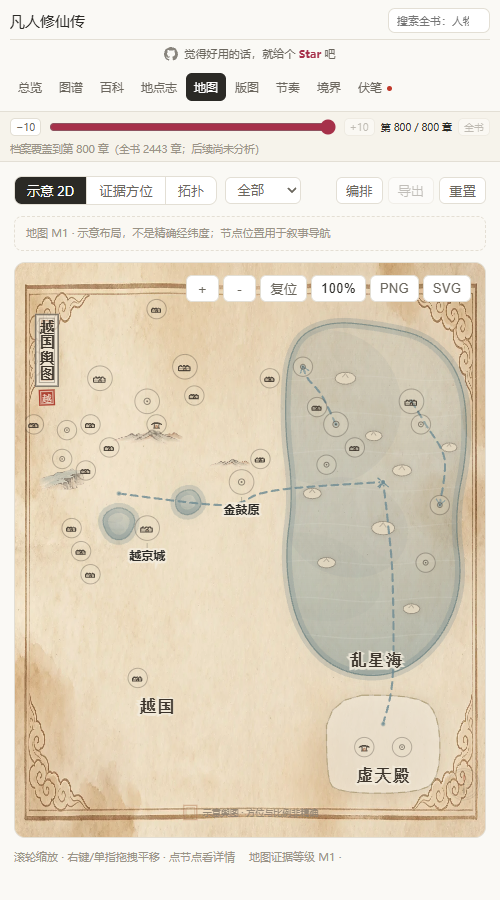 凡人修仙传
搜索全书：人物
觉得好用的话，就给个 Star 吧
总览 图谱 百科 地点志 地图 版图 节奏 境界 伏笔
−10 +10 第 800 / 800 章 全书
档案覆盖到第 800 章（全书 2443 章；后续尚未分析）
示意 2D 证据方位 拓扑 全部 编排 导出 重置
地图 M1 · 示意布局，不是精确经纬度；节点位置用于叙事导航
+ - 复位 100% PNG SVG
越国舆图
越
金鼓原
越京城
乱星海
越国
虚天殿
滚轮缩放 · 右键/单指拖拽平移 · 点节点看详情 地图证据等级 M1 ·